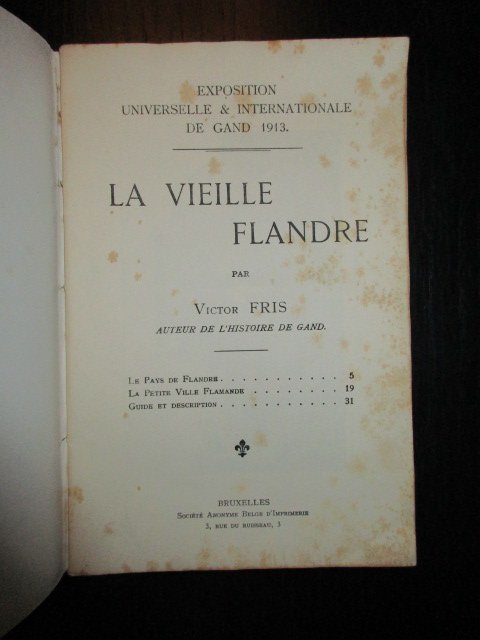 EXPOSITION
UNIVERSELLE & INTERNATIONALE
DE GAND 1913.
LA VIEILLE
FLANDRE
PAR
VICTOR FRIS
AUTEUR DE L'HISTOIRE DE GAND.
LE PAYS DE FLANDRE . . . . . . . . . . . 5
LA PETITE VILLE FLAMANDE . . . . . . . . 19
GUIDE ET DESCRIPTION . . . . . . . . . . . 31
BRUXELLES
SOCIÉTÉ ANONYME BELGE D'IMPRIMERIE
3, RUE DU RUISSEAU, 3